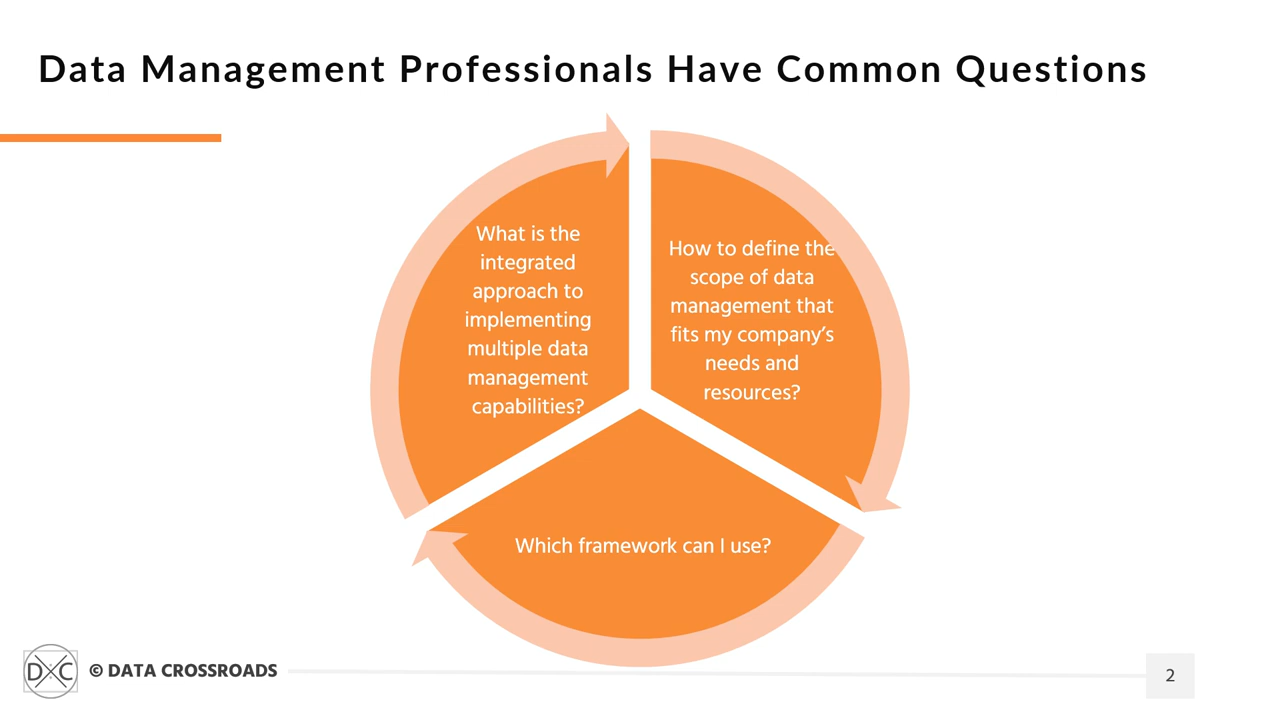 Data Management Professionals Have Common Questions
What is the
integrated
approach to
implementing
multiple data
management
capabilities?
How to define the
scope of data
management that
fits my company’s
needs and
resources?
Which framework can I use?
DXC
© DATA CROSSROADS
2